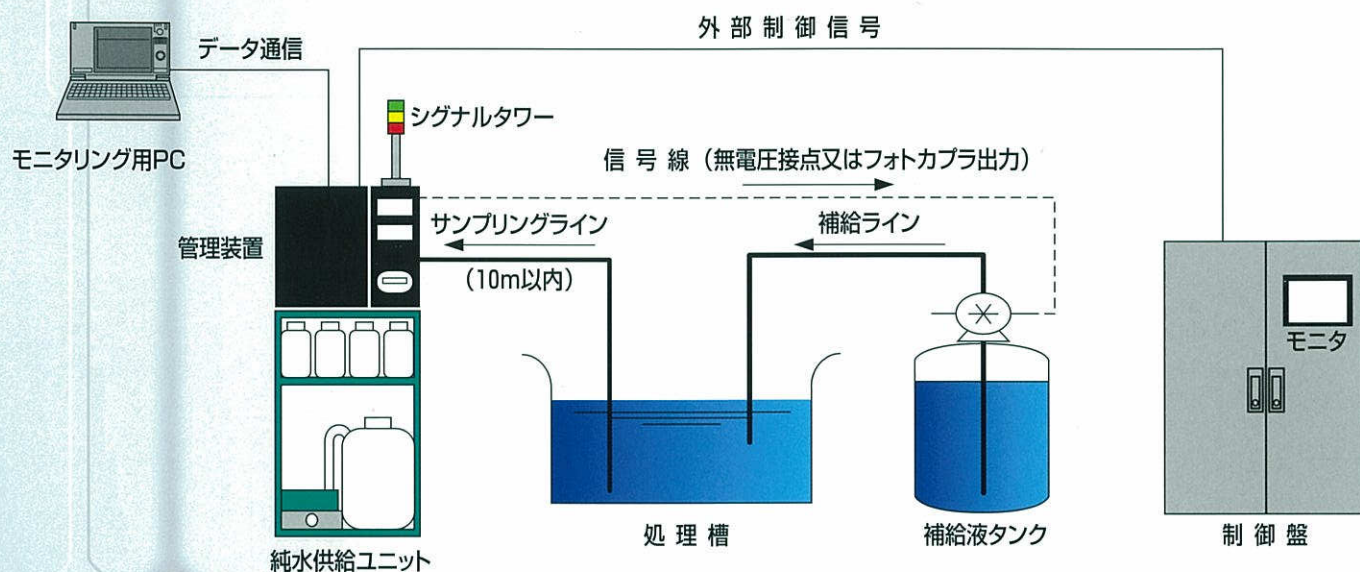 外部制御信号
データ通信
シグナルタワー
モニタリング用PC
信号線（無電圧接点又はフォトカプラ出力）
サンプリングライン
補給ライン
管理装置
（10m以内）
モニタ
処理槽
補給液タンク
制御盤
純水供給ユニット